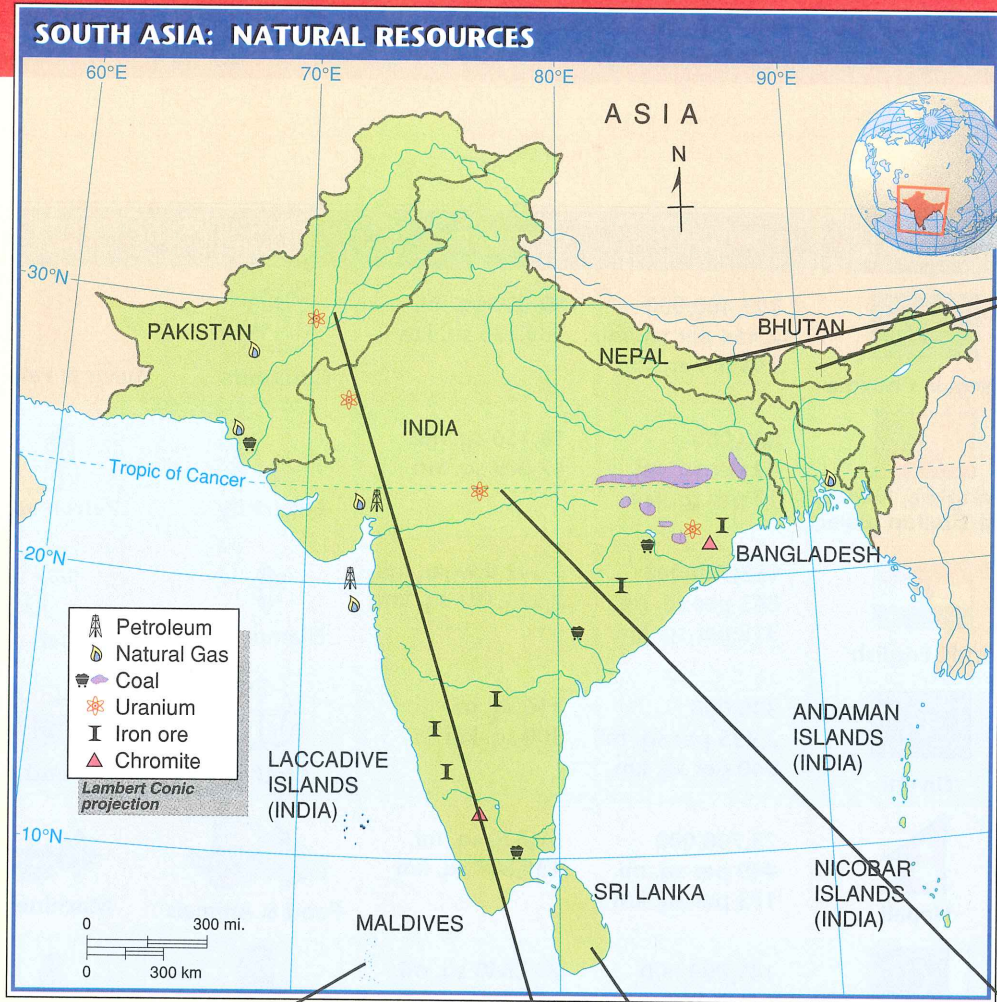 SOUTH ASIA: NATURAL RESOURCES
60°E
70°E
80°E
90°E
ASIA
N
30°N
PAKISTAN
BHUTAN
NEPAL
INDIA
Tropic of Cancer
20°N
BANGLADESH
Petroleum
Natural Gas
Coal
Uranium
Iron ore
Chromite
Lambert Conic
projection
LACCADIVE
ISLANDS
(INDIA)
ANDAMAN
ISLANDS
(INDIA)
10°N
SRI LANKA
NICOBAR
ISLANDS
(INDIA)
MALDIVES
0
300 mi.
0
300 km